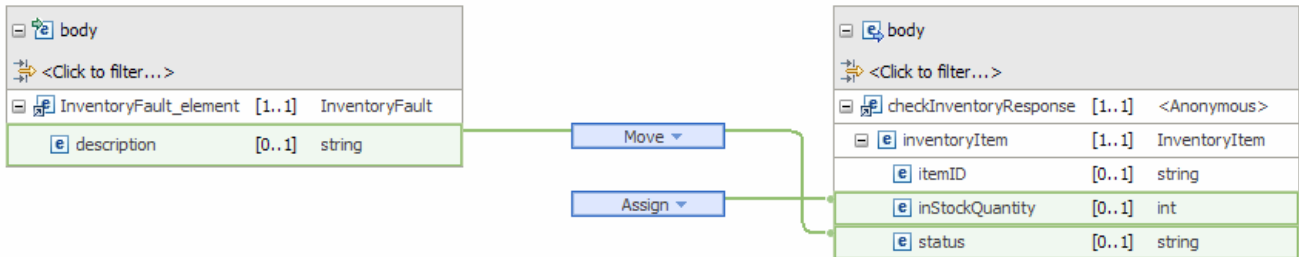 body
<Click to filter...>
InventoryFault_element [1..1] InventoryFault
description [0..1] string
Move
Assign
body
<Click to filter...>
checkInventoryResponse [1..1] <Anonymous>
inventoryItem [1..1] InventoryItem
itemID [0..1] string
inStockQuantity [0..1] int
status [0..1] string